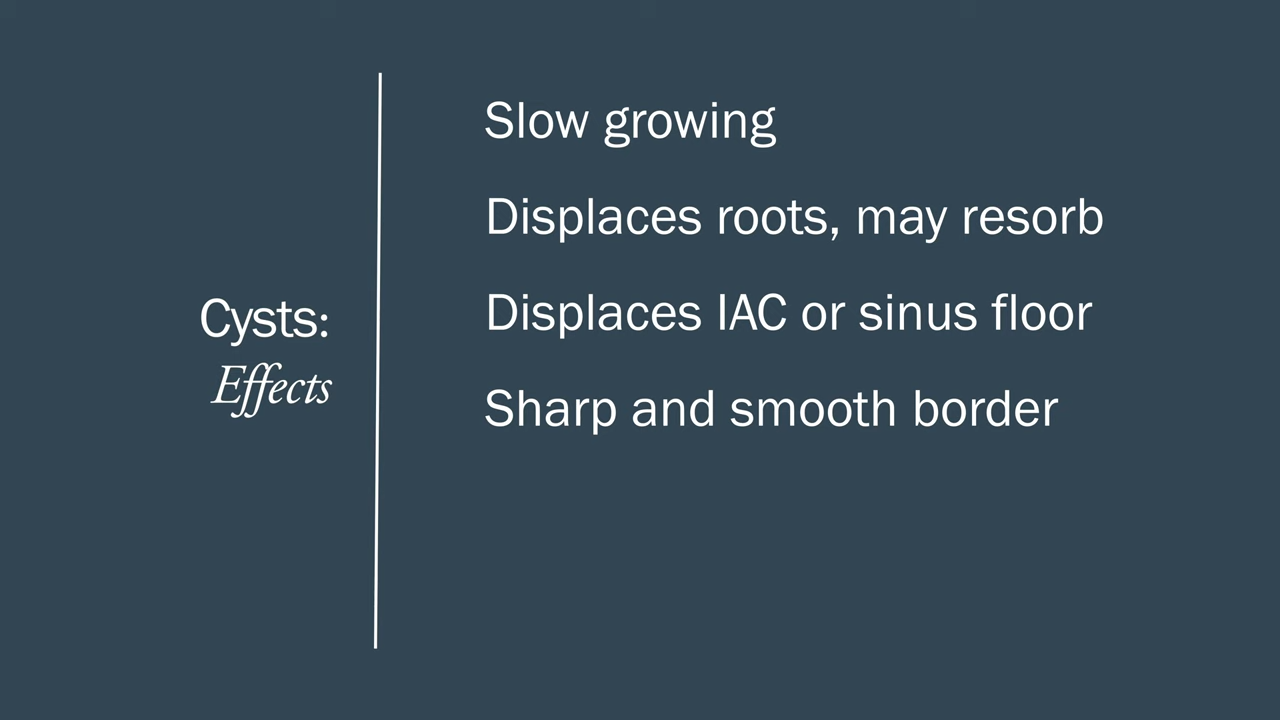 Cysts:
Effects
Slow growing
Displaces roots, may resorb
Displaces IAC or sinus floor
Sharp and smooth border